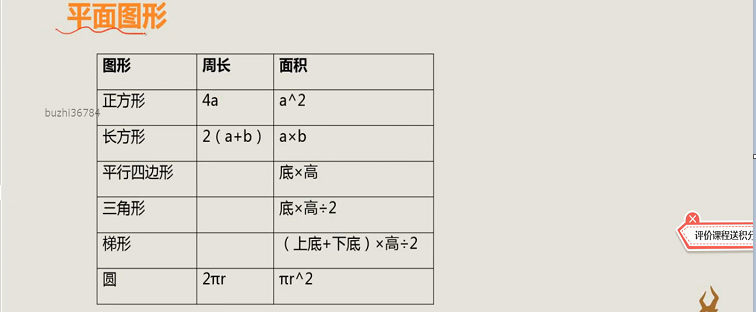 平面图形
图形 周长 面积
正方形 4a a^2
buzhi36784
长方形 2（a+b） a×b
平行四边形 底×高
三角形 底×高÷2
梯形 （上底+下底）×高÷2
评价课程送积分
圆 2πr πr^2